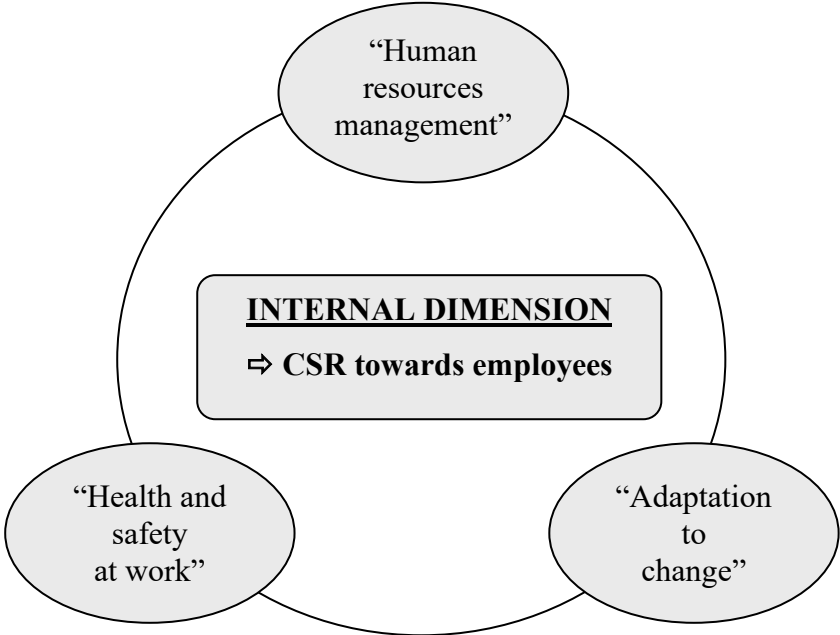 “Human
resources
management”
INTERNAL DIMENSION
⇨ CSR towards employees
“Health and
safety
at work”
“Adaptation
to
change”